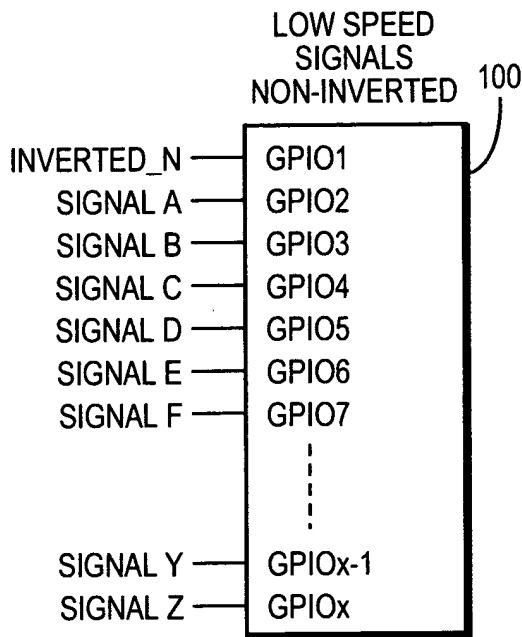 LOW SPEED
SIGNALS
NON-INVERTED
100
INVERTED_N GPIO1
SIGNAL A GPIO2
SIGNAL B GPIO3
SIGNAL C GPIO4
SIGNAL D GPIO5
SIGNAL E GPIO6
SIGNAL F GPIO7
SIGNAL Y GPIOx-1
SIGNAL Z GPIOx